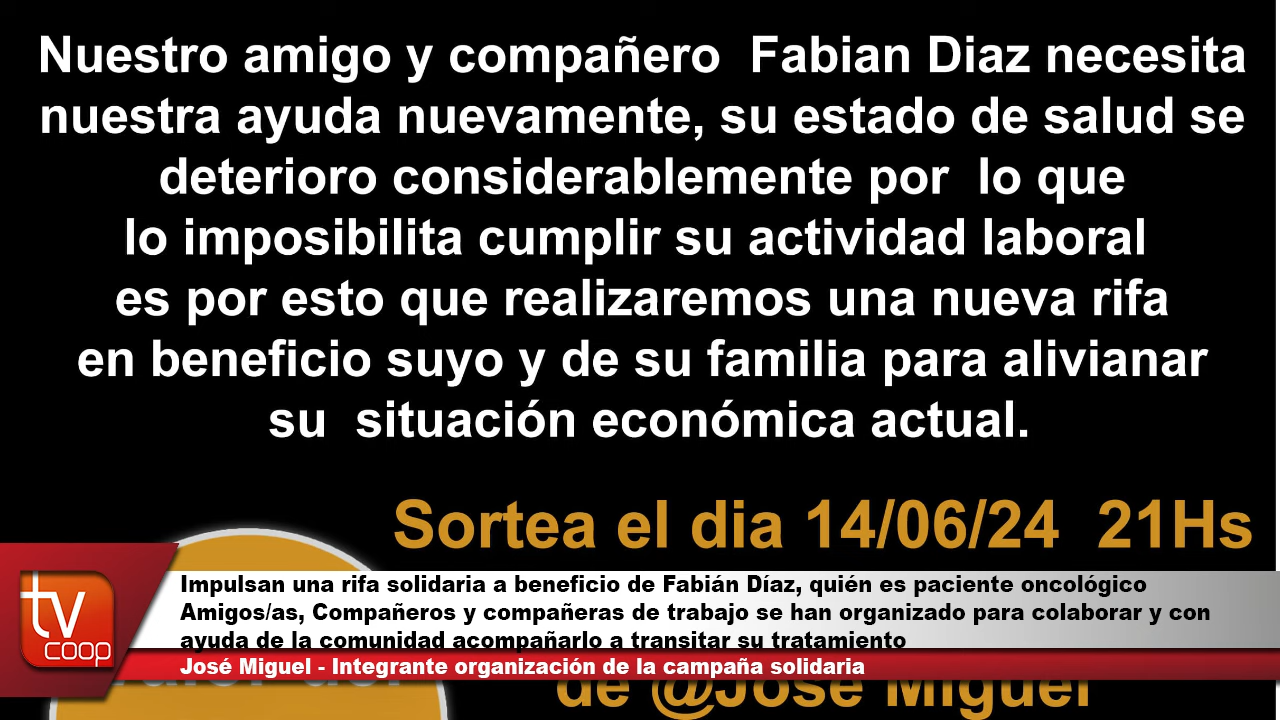 Nuestro amigo y compañero  Fabian Diaz necesita
nuestra ayuda nuevamente, su estado de salud se
deterioro considerablemente por  lo que
lo imposibilita cumplir su actividad laboral
es por esto que realizaremos una nueva rifa
en beneficio suyo y de su familia para alivianar
su  situación económica actual.
Sortea el dia 14/06/24  21Hs
tv
coop
Impulsan una rifa solidaria a beneficio de Fabián Díaz, quién es paciente oncológico
Amigos/as, Compañeros y compañeras de trabajo se han organizado para colaborar y con
ayuda de la comunidad acompañarlo a transitar su tratamiento
José Miguel - Integrante organización de la campaña solidaria
de @José Miguel